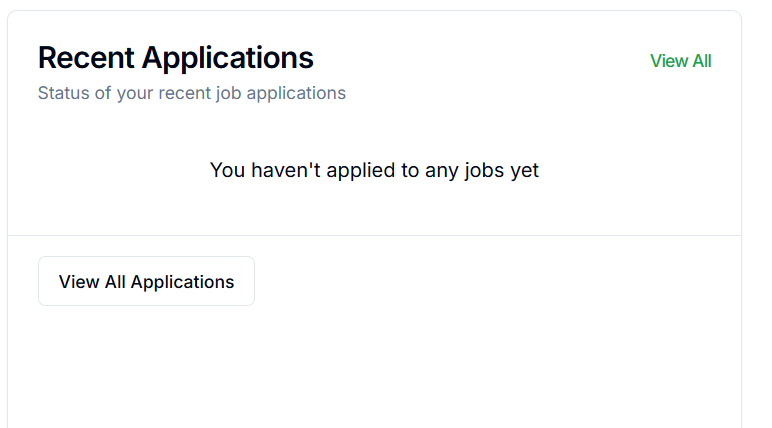 Recent Applications
View All
Status of your recent job applications
You haven't applied to any jobs yet
View All Applications